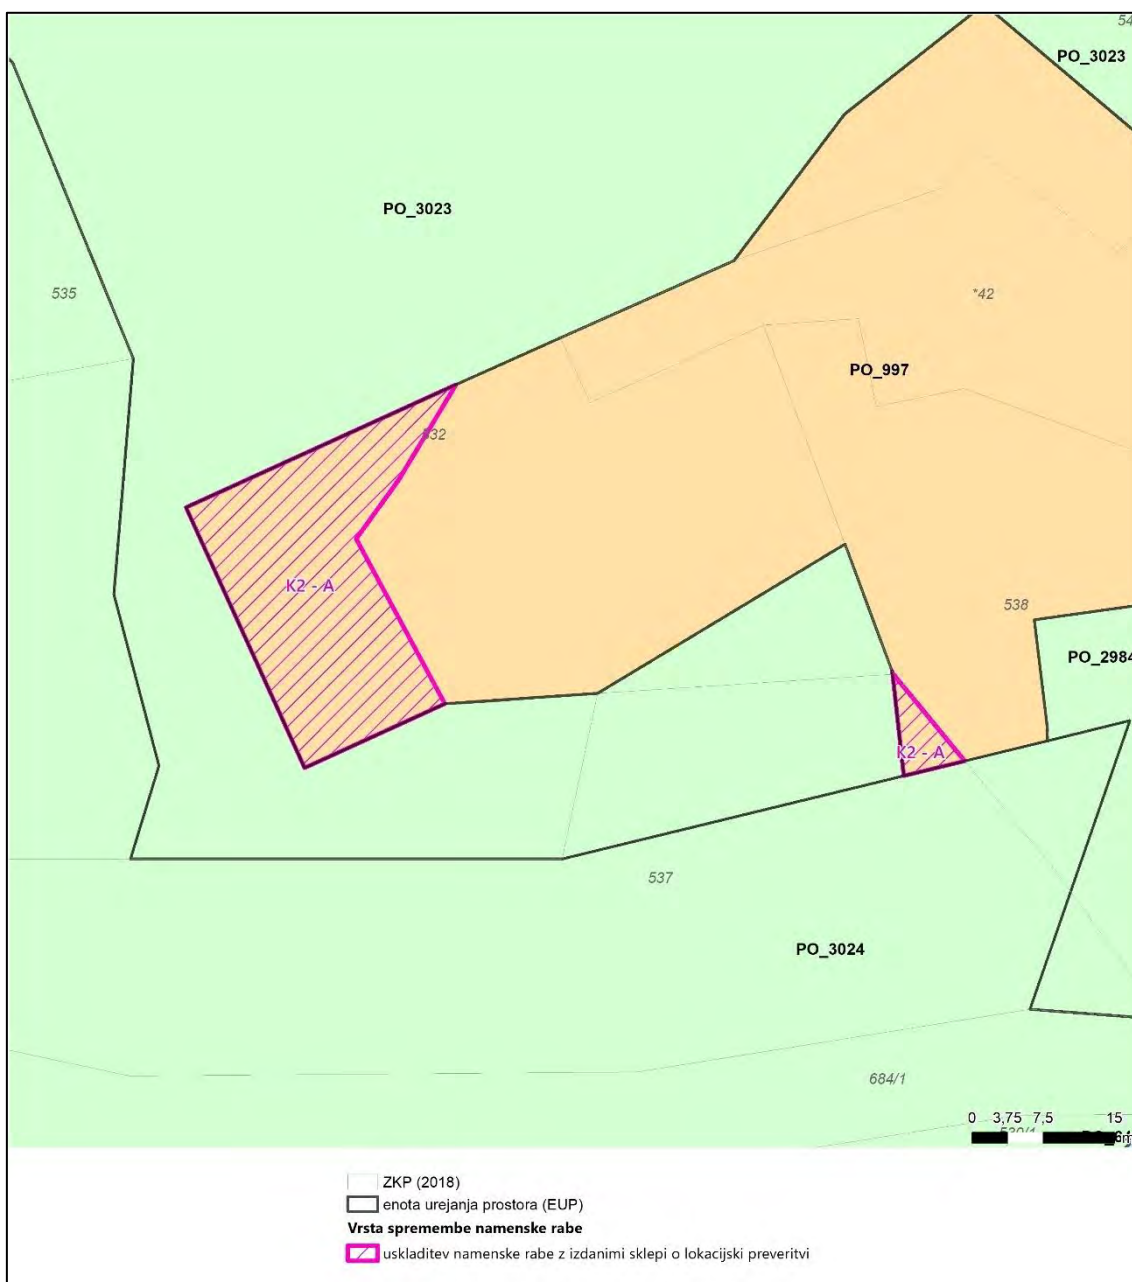 PO_3023
PO_3023
535
*42
PO_997
532
K2 - A
538
PO_2984
K2 - A
537
PO_3024
684/1
0 3,75 7,5 15
ZKP (2018)
enota urejanja prostora (EUP)
Vrsta spremembe namenske rabe
uskladitev namenske rabe z izdanimi sklepi o lokacijski preveritvi